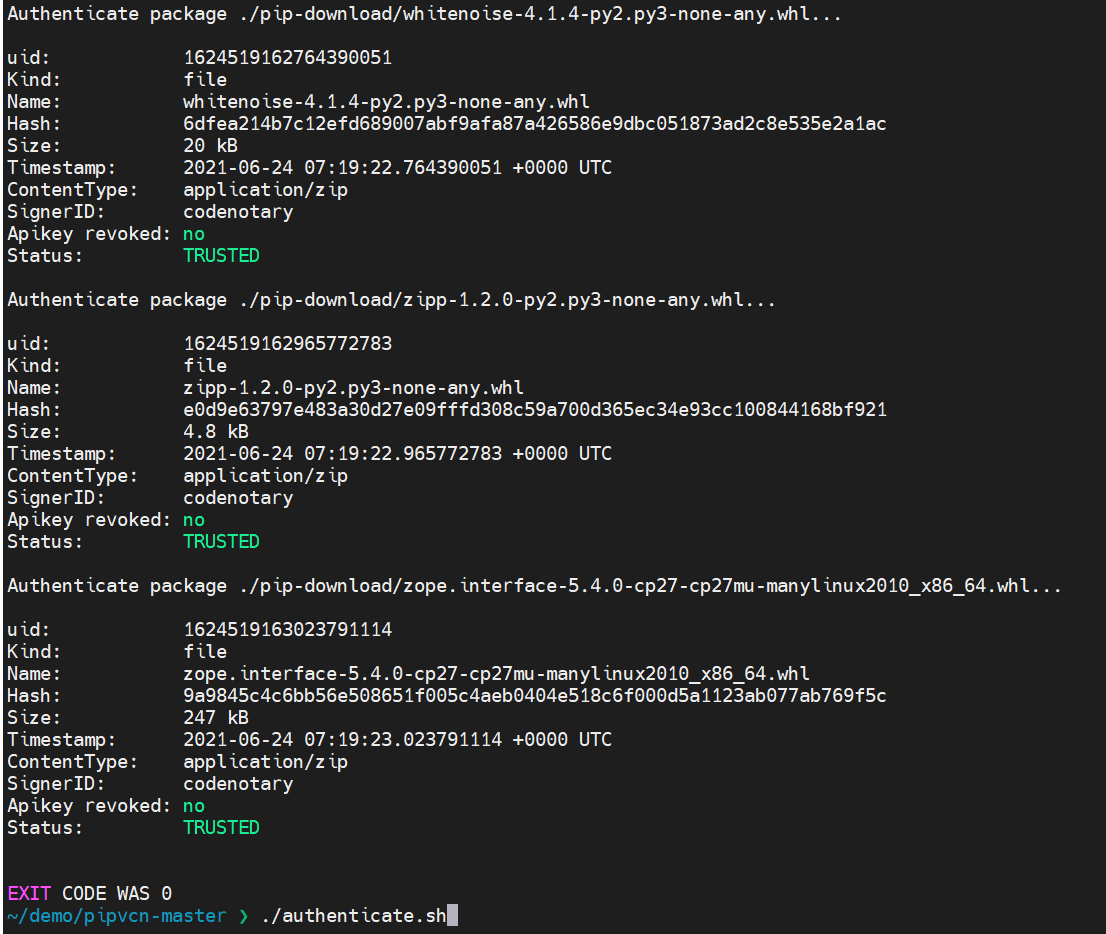 Authenticate package ./pip-download/whitenoise-4.1.4-py2.py3-none-any.whl...
uid: 1624519162764390051
Kind: file
Name: whitenoise-4.1.4-py2.py3-none-any.whl
Hash: 6dfea214b7c12efd689007abf9afa87a426586e9dbc051873ad2c8e535e2a1ac
Size: 20 kB
Timestamp: 2021-06-24 07:19:22.764390051 +0000 UTC
ContentType: application/zip
SignerID: codenotary
Apikey revoked: no
Status: TRUSTED
Authenticate package ./pip-download/zipp-1.2.0-py2.py3-none-any.whl...
uid: 1624519162965772783
Kind: file
Name: zipp-1.2.0-py2.py3-none-any.whl
Hash: e0d9e63797e483a30d27e09fffd308c59a700d365ec34e93cc100844168bf921
Size: 4.8 kB
Timestamp: 2021-06-24 07:19:22.965772783 +0000 UTC
ContentType: application/zip
SignerID: codenotary
Apikey revoked: no
Status: TRUSTED
Authenticate package ./pip-download/zope.interface-5.4.0-cp27-cp27mu-manylinux2010_x86_64.whl...
uid: 1624519163023791114
Kind: file
Name: zope.interface-5.4.0-cp27-cp27mu-manylinux2010_x86_64.whl
Hash: 9a9845c4c6bb56e508651f005c4aeb0404e518c6f000d5a1123ab077ab769f5c
Size: 247 kB
Timestamp: 2021-06-24 07:19:23.023791114 +0000 UTC
ContentType: application/zip
SignerID: codenotary
Apikey revoked: no
Status: TRUSTED
EXIT CODE WAS 0
~/demo/pipvcn-master ❯ ./authenticate.sh